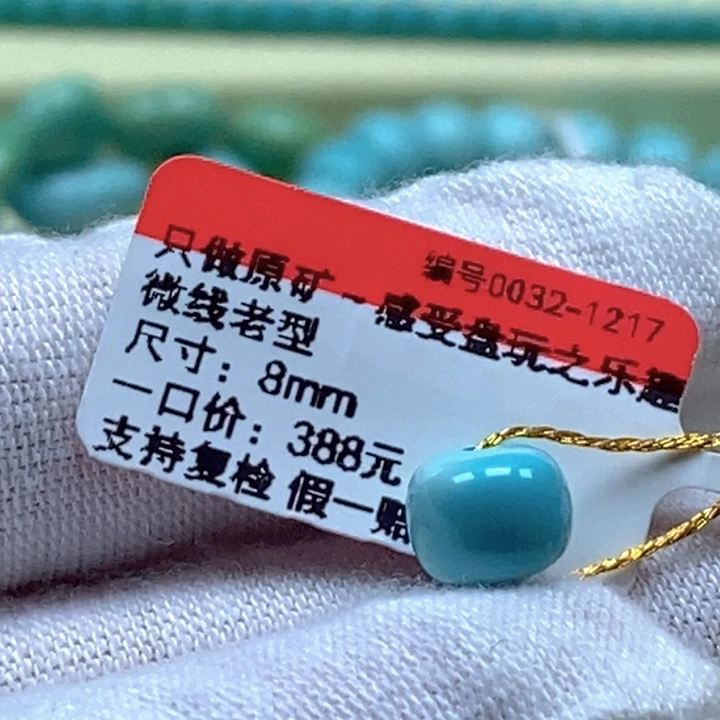 编号0032-1217
只做原矿-感受盘玩之乐趣
微线老型
尺寸：8mm
一口价：388元
支持复检 假一赔